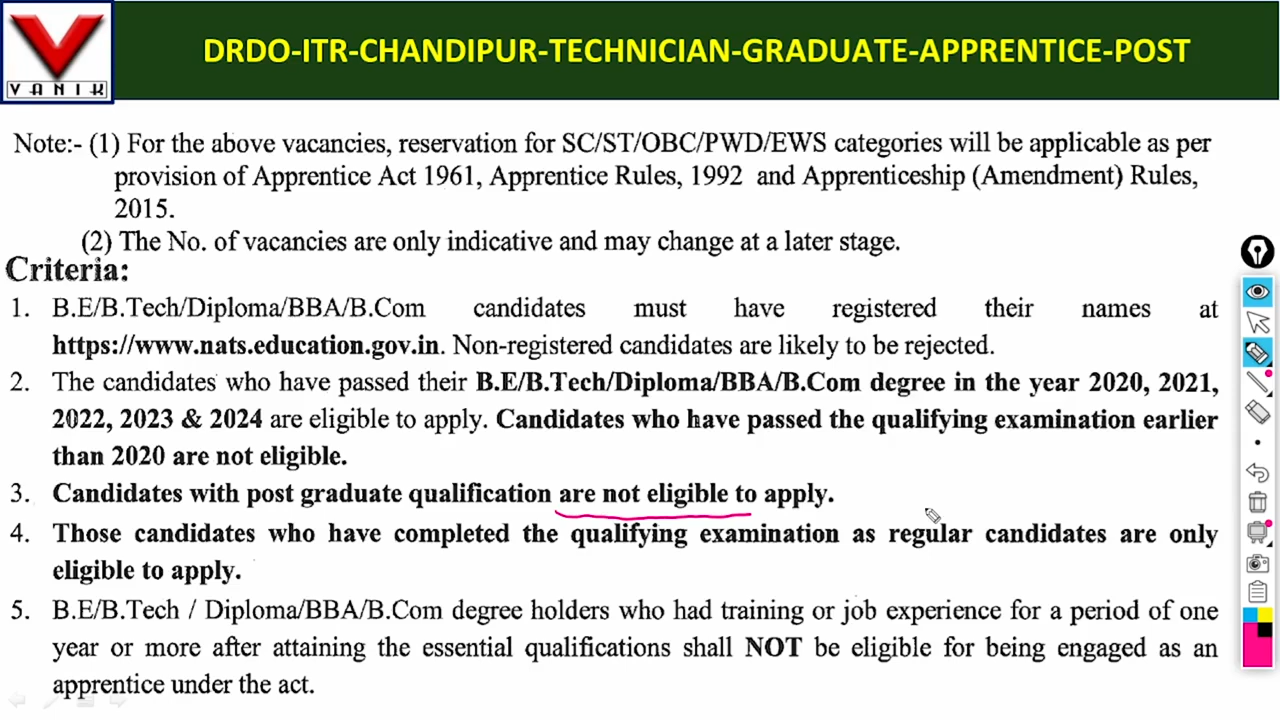 VANIK
DRDO-ITR-CHANDIPUR-TECHNICIAN-GRADUATE-APPRENTICE-POST
Note:- (1) For the above vacancies, reservation for SC/ST/OBC/PWD/EWS categories will be applicable as per
provision of Apprentice Act 1961, Apprentice Rules, 1992 and Apprenticeship (Amendment) Rules,
2015.
(2) The No. of vacancies are only indicative and may change at a later stage.
Criteria:
1. B.E/B.Tech/Diploma/BBA/B.Com candidates must have registered their names at
https://www.nats.education.gov.in. Non-registered candidates are likely to be rejected.
2. The candidates who have passed their B.E/B.Tech/Diploma/BBA/B.Com degree in the year 2020, 2021,
2022, 2023 & 2024 are eligible to apply. Candidates who have passed the qualifying examination earlier
than 2020 are not eligible.
3. Candidates with post graduate qualification are not eligible to apply.
4. Those candidates who have completed the qualifying examination as regular candidates are only
eligible to apply.
5. B.E/B.Tech / Diploma/BBA/B.Com degree holders who had training or job experience for a period of one
year or more after attaining the essential qualifications shall NOT be eligible for being engaged as an
apprentice under the act.